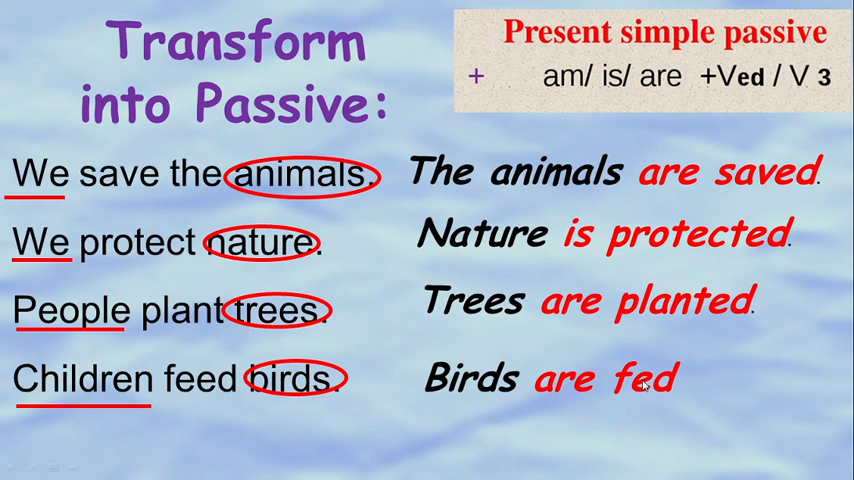 Transform
into Passive:
Present simple passive
+ am/ is/ are +Ved / V 3
We save the animals. The animals are saved.
We protect nature. Nature is protected.
People plant trees. Trees are planted.
Children feed birds. Birds are fed